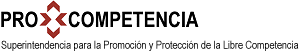 PRO COMPETENCIA
Superintendencia para la Promoción y Protección de la Libre Competencia